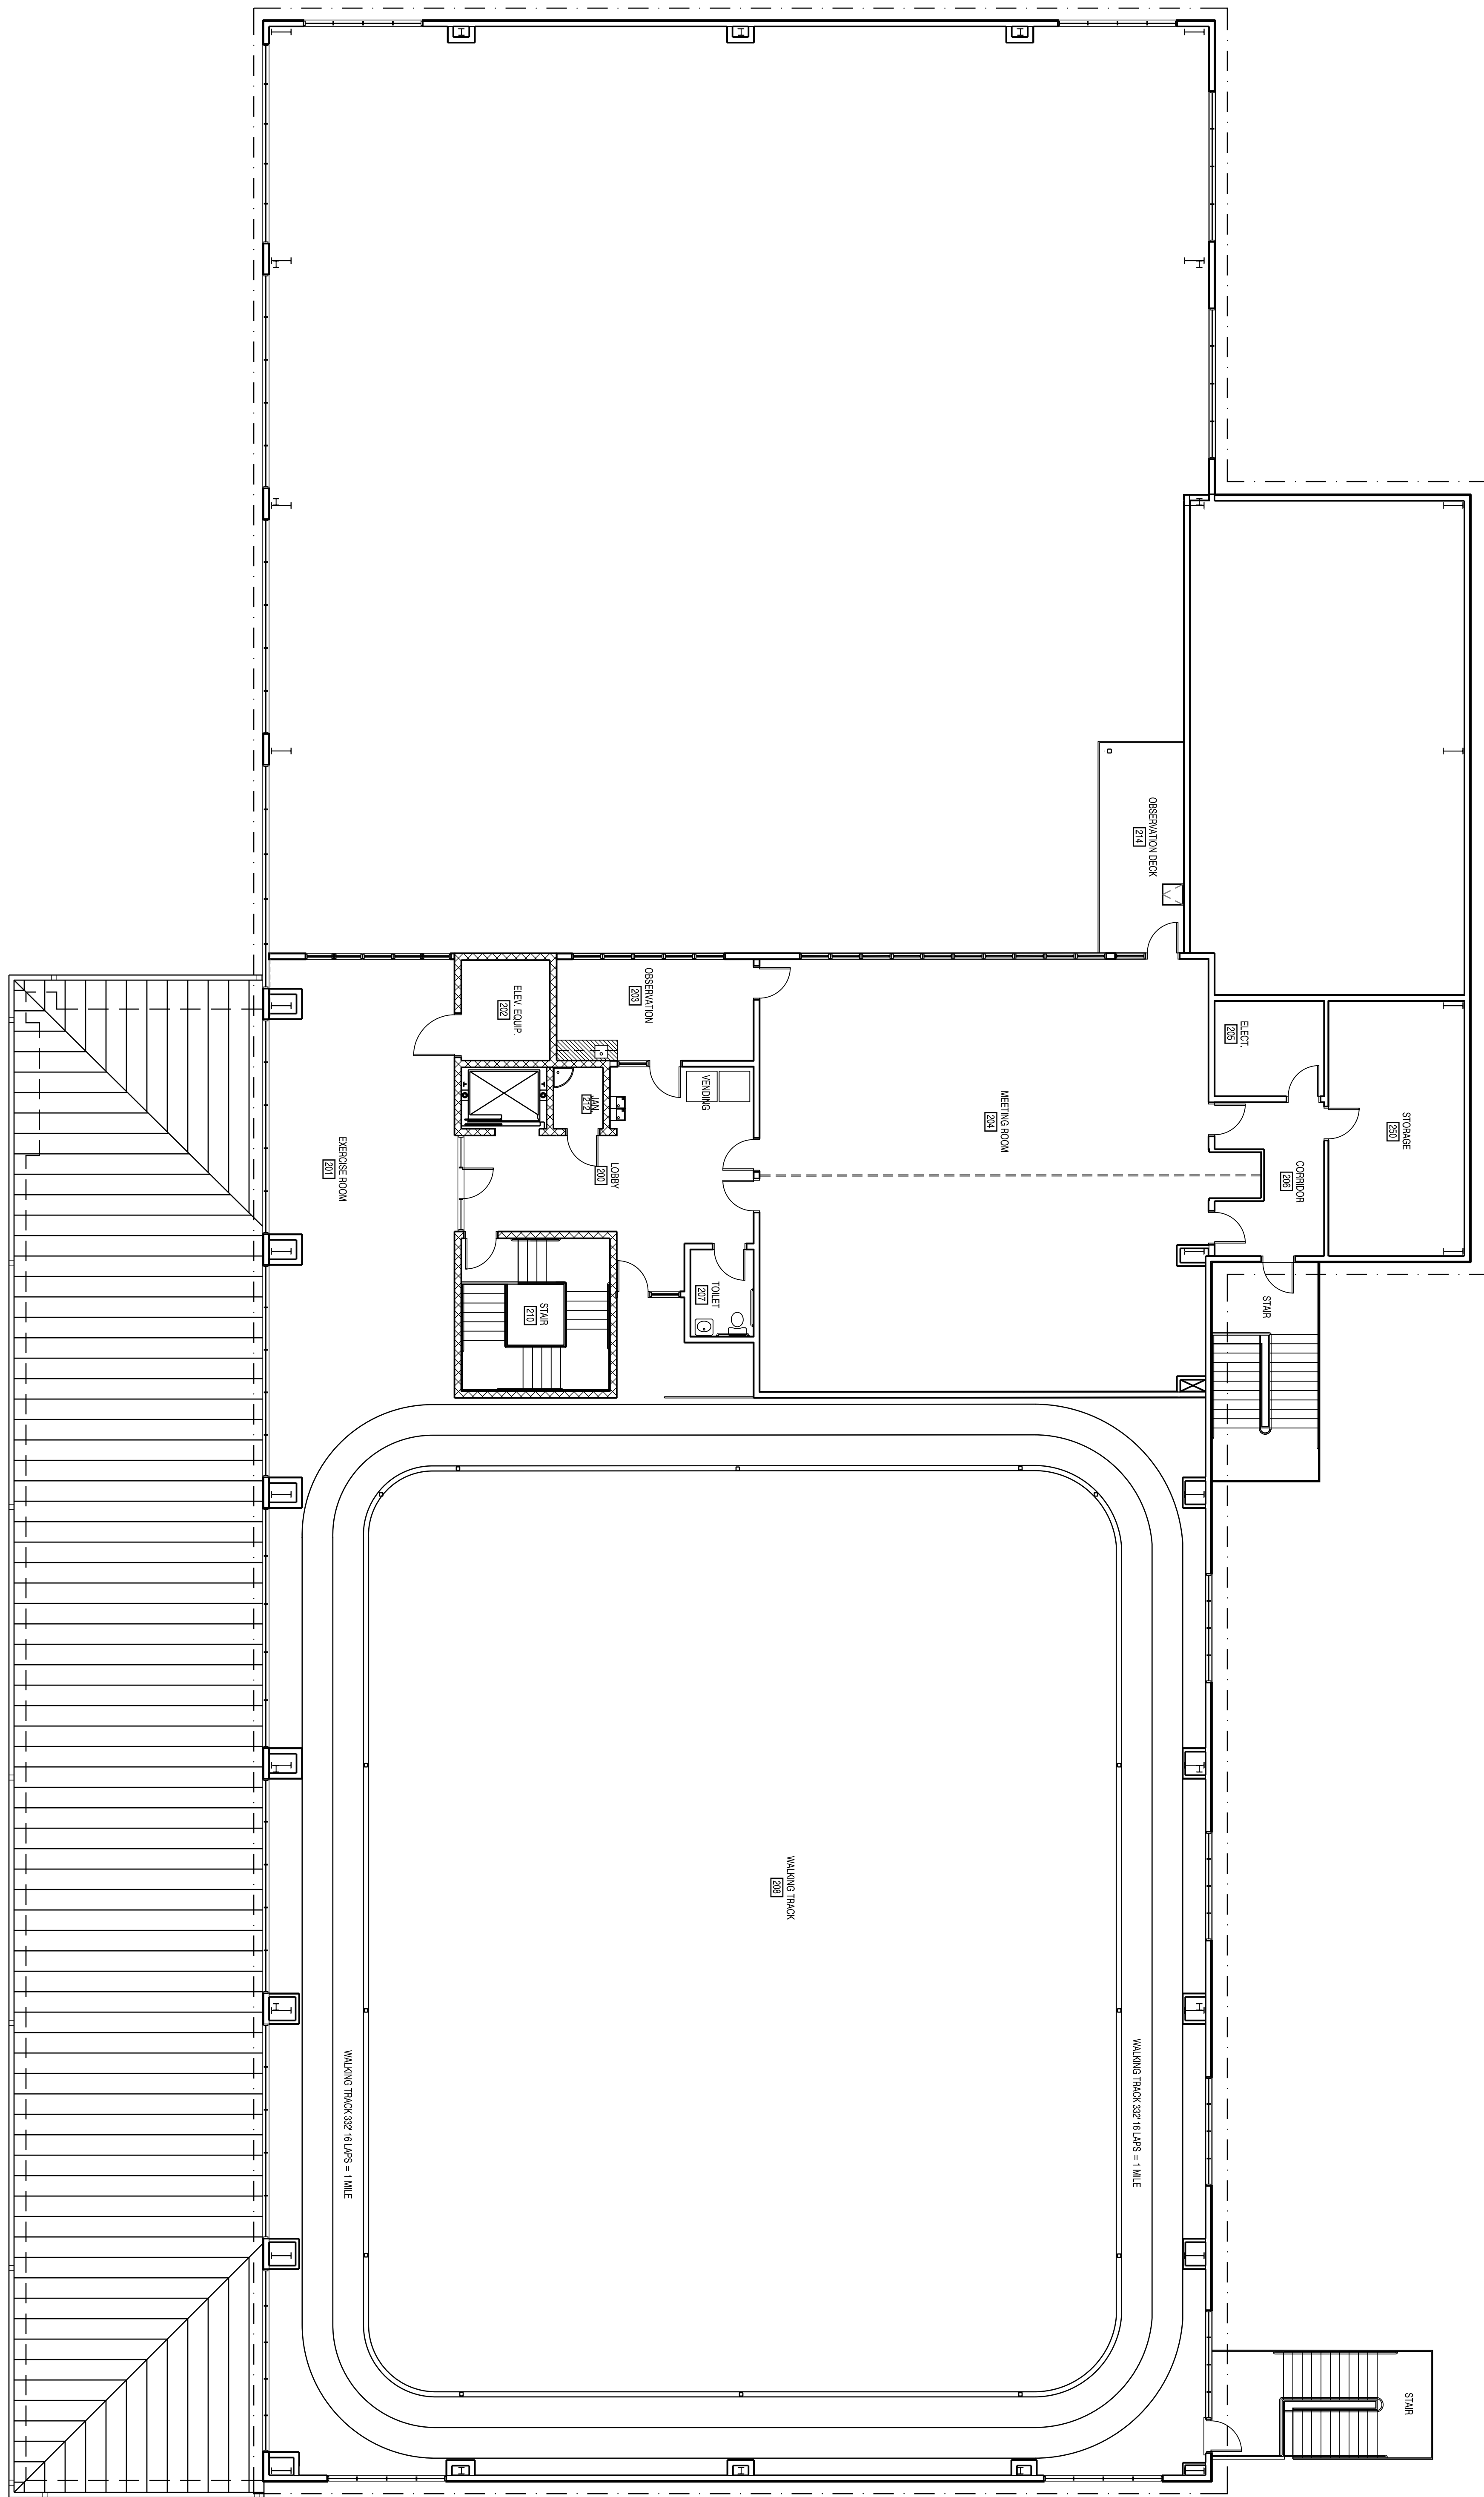 OBSERVATION DECK
214
STORAGE
250
ELECT.
205
CORRIDOR
206
STAIR
MEETING ROOM
204
OBSERVATION
203
VENDING
ELEV. EQUIP.
202
JAN
212
LOBBY
200
EXERCISE ROOM
201
TOILET
207
STAIR
210
WALKING TRACK
208
WALKING TRACK 332' 16 LAPS = 1 MILE
WALKING TRACK 332' 16 LAPS = 1 MILE
STAIR